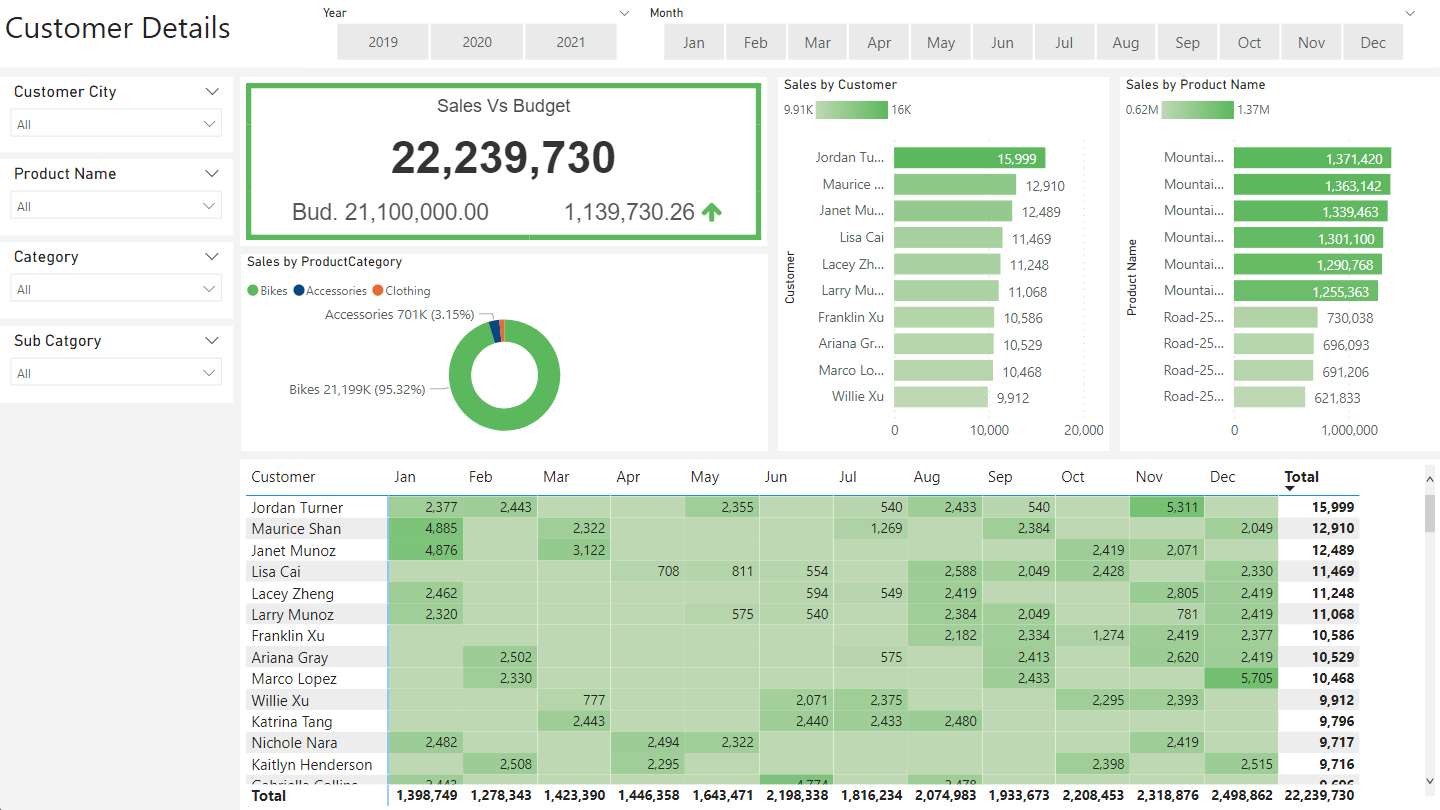 Customer Details
Year
2019 2020 2021
Month
Jan Feb Mar Apr May Jun Jul Aug Sep Oct Nov Dec
Customer City
All
Product Name
All
Category
All
Sub Catgory
All
Sales Vs Budget
22,239,730
Bud. 21,100,000.00 1,139,730.26
Sales by ProductCategory
Bikes Accessories Clothing
Accessories 701K (3.15%)
Bikes 21,199K (95.32%)
Sales by Customer
9.91K 16K
Customer
Jordan Tu... 15,999
Maurice ... 12,910
Janet Mu... 12,489
Lisa Cai 11,469
Lacey Zh... 11,248
Larry Mu... 11,068
Franklin Xu 10,586
Ariana Gr... 10,529
Marco Lo... 10,468
Willie Xu 9,912
0 10,000 20,000
Sales by Product Name
0.62M 1.37M
Product Name
Mountai... 1,371,420
Mountai... 1,363,142
Mountai... 1,339,463
Mountai... 1,301,100
Mountai... 1,290,768
Mountai... 1,255,363
Road-25... 730,038
Road-25... 696,093
Road-25... 691,206
Road-25... 621,833
0 1,000,000
Customer Jan Feb Mar Apr May Jun Jul Aug Sep Oct Nov Dec Total
Jordan Turner 2,377 2,443 2,355 540 2,433 540 5,311 15,999
Maurice Shan 4,885 2,322 1,269 2,384 2,049 12,910
Janet Munoz 4,876 3,122 2,419 2,071 12,489
Lisa Cai 708 811 554 2,588 2,049 2,428 2,330 11,469
Lacey Zheng 2,462 594 549 2,419 2,805 2,419 11,248
Larry Munoz 2,320 575 540 2,384 2,049 781 2,419 11,068
Franklin Xu 2,182 2,334 1,274 2,419 2,377 10,586
Ariana Gray 2,502 575 2,413 2,620 2,419 10,529
Marco Lopez 2,330 2,433 5,705 10,468
Willie Xu 777 2,071 2,375 2,295 2,393 9,912
Katrina Tang 2,443 2,440 2,433 2,480 9,796
Nichole Nara 2,482 2,494 2,322 2,419 9,717
Kaitlyn Henderson 2,508 2,295 2,398 2,515 9,716
Total 1,398,749 1,278,343 1,423,390 1,446,358 1,643,471 2,198,338 1,816,234 2,074,983 1,933,673 2,208,453 2,318,876 2,498,862 22,239,730